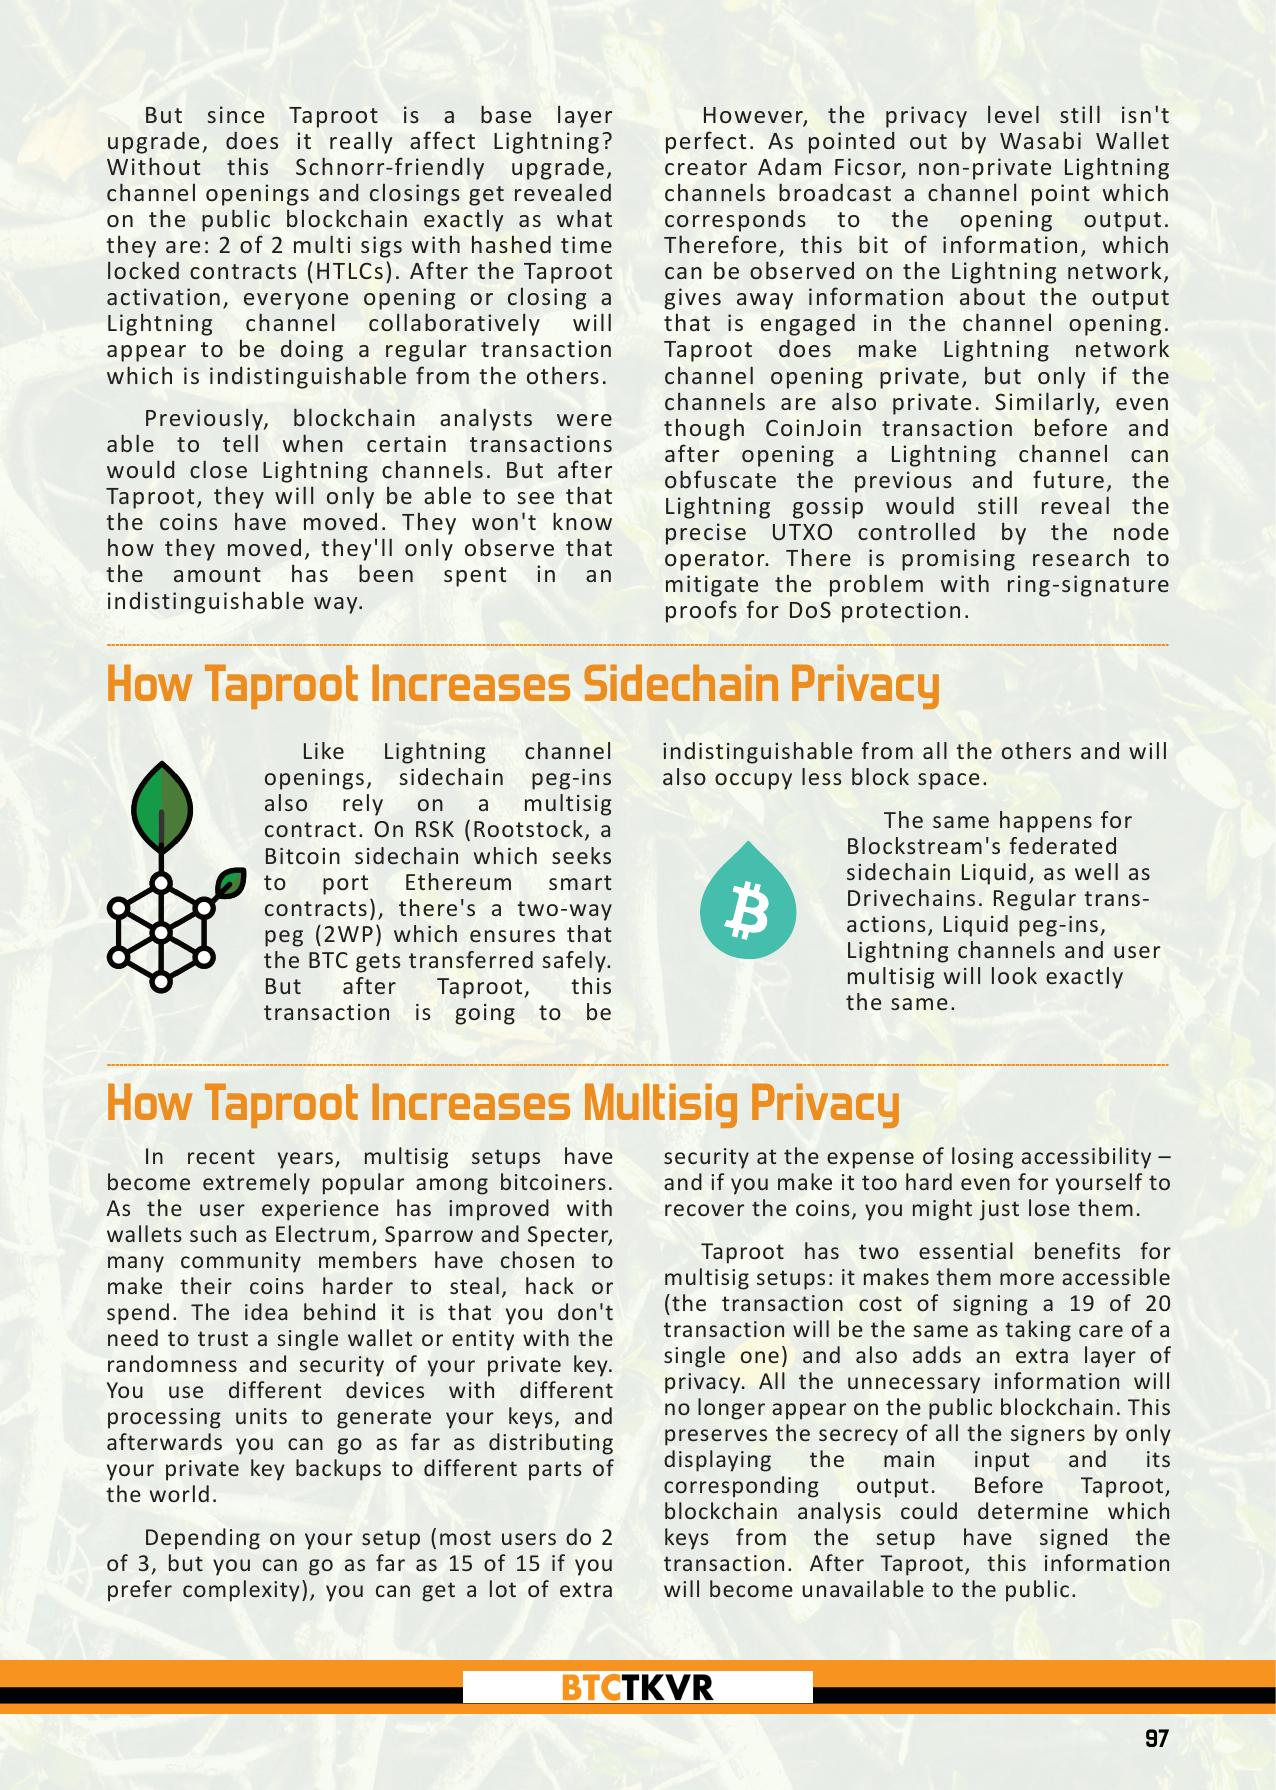 But since Taproot is a base layer
upgrade, does it really affect Lightning?
Without this Schnorr-friendly upgrade,
channel openings and closings get revealed
on the public blockchain exactly as what
they are: 2 of 2 multi sigs with hashed time
locked contracts (HTLCs). After the Taproot
activation, everyone opening or closing a
Lightning channel collaboratively will
appear to be doing a regular transaction
which is indistinguishable from the others.
Previously, blockchain analysts were
able to tell when certain transactions
would close Lightning channels. But after
Taproot, they will only be able to see that
the coins have moved. They won't know
how they moved, they'll only observe that
the amount has been spent in an
indistinguishable way.
However, the privacy level still isn't
perfect. As pointed out by Wasabi Wallet
creator Adam Ficsor, non-private Lightning
channels broadcast a channel point which
corresponds to the opening output.
Therefore, this bit of information, which
can be observed on the Lightning network,
gives away information about the output
that is engaged in the channel opening.
Taproot does make Lightning network
channel opening private, but only if the
channels are also private. Similarly, even
though CoinJoin transaction before and
after opening a Lightning channel can
obfuscate the previous and future, the
Lightning gossip would still reveal the
precise UTXO controlled by the node
operator. There is promising research to
mitigate the problem with ring-signature
proofs for DoS protection.
How Taproot Increases Sidechain Privacy
Like Lightning channel
openings, sidechain peg-ins
also rely on a multisig
contract. On RSK (Rootstock, a
Bitcoin sidechain which seeks
to port Ethereum smart
contracts), there's a two-way
peg (2WP) which ensures that
the BTC gets transferred safely.
But after Taproot, this
transaction is going to be
indistinguishable from all the others and will
also occupy less block space.
The same happens for
Blockstream's federated
sidechain Liquid, as well as
Drivechains. Regular trans-
actions, Liquid peg-ins,
Lightning channels and user
multisig will look exactly
the same.
How Taproot Increases Multisig Privacy
In recent years, multisig setups have
become extremely popular among bitcoiners.
As the user experience has improved with
wallets such as Electrum, Sparrow and Specter,
many community members have chosen to
make their coins harder to steal, hack or
spend. The idea behind it is that you don't
need to trust a single wallet or entity with the
randomness and security of your private key.
You use different devices with different
processing units to generate your keys, and
afterwards you can go as far as distributing
your private key backups to different parts of
the world.
Depending on your setup (most users do 2
of 3, but you can go as far as 15 of 15 if you
prefer complexity), you can get a lot of extra
security at the expense of losing accessibility –
and if you make it too hard even for yourself to
recover the coins, you might just lose them.
Taproot has two essential benefits for
multisig setups: it makes them more accessible
(the transaction cost of signing a 19 of 20
transaction will be the same as taking care of a
single one) and also adds an extra layer of
privacy. All the unnecessary information will
no longer appear on the public blockchain. This
preserves the secrecy of all the signers by only
displaying the main input and its
corresponding output. Before Taproot,
blockchain analysis could determine which
keys from the setup have signed the
transaction. After Taproot, this information
will become unavailable to the public.
BTCTKVR
97